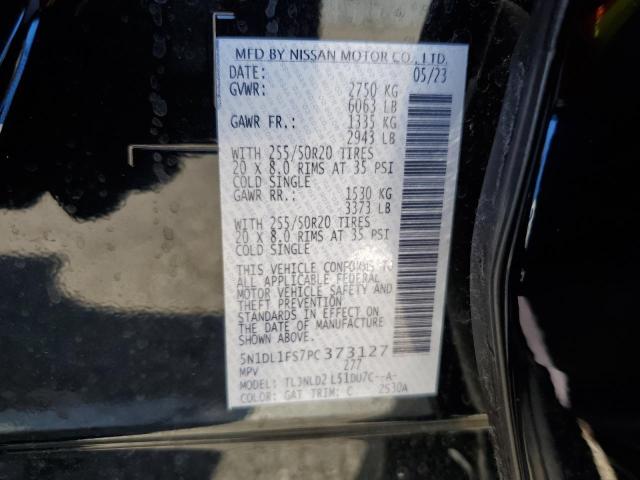 MFD BY NISSAN MOTOR CO., LTD.
DATE: 05/23
GVWR: 2750 KG
6063 LB
GAWR FR.: 1335 KG
2943 LB
WITH 255/50R20 TIRES
20 X 8.0 RIMS AT 35 PSI
COLD SINGLE
GAWR RR.: 1530 KG
3373 LB
WITH 255/50R20 TIRES
20 X 8.0 RIMS AT 35 PSI
COLD SINGLE
THIS VEHICLE CONFORMS TO
ALL APPLICABLE FEDERAL
MOTOR VEHICLE SAFETY AND
THEFT PREVENTION
STANDARDS IN EFFECT ON
THE DATE OF MANUFACTURE
SHOWN ABOVE.
5N1DL1FS7PC373127
MPV 277
MODEL: TL3NLD2 L51DU7C--A-
COLOR: GAT TRIM: C 2530A